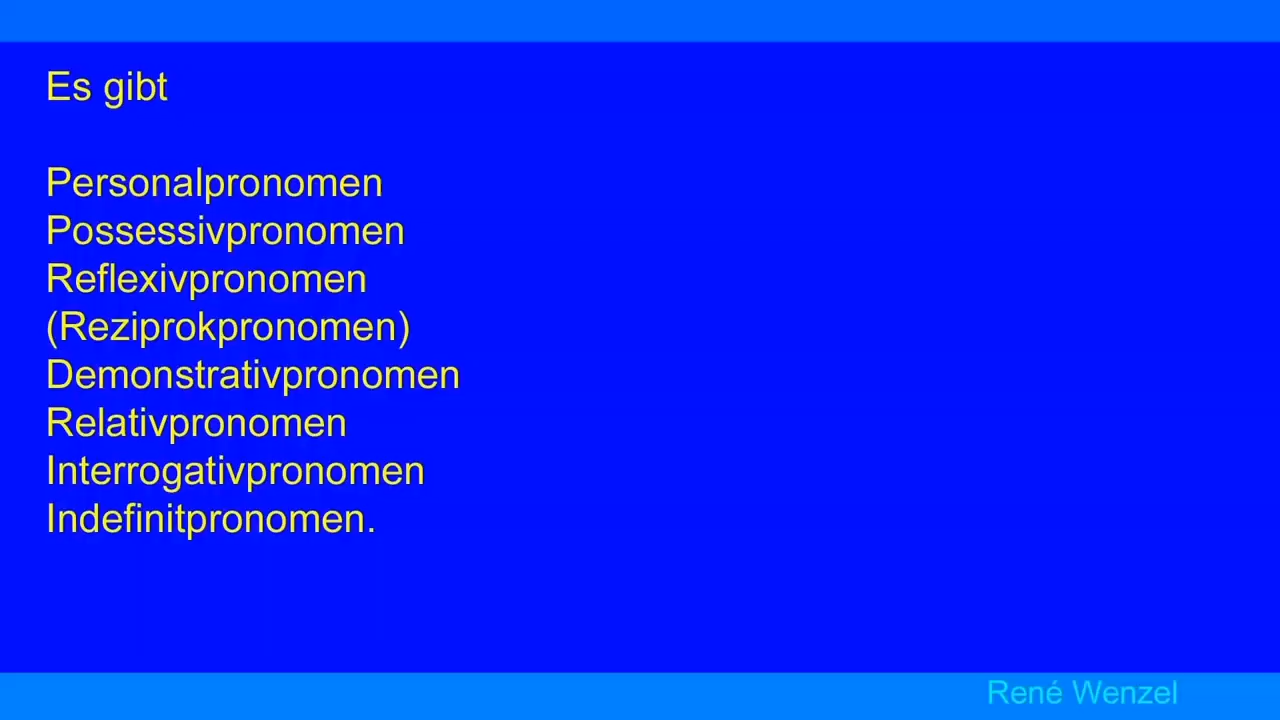 Es gibt
Personalpronomen
Possessivpronomen
Reflexivpronomen
(Reziprokpronomen)
Demonstrativpronomen
Relativpronomen
Interrogativpronomen
Indefinitpronomen.
René Wenzel